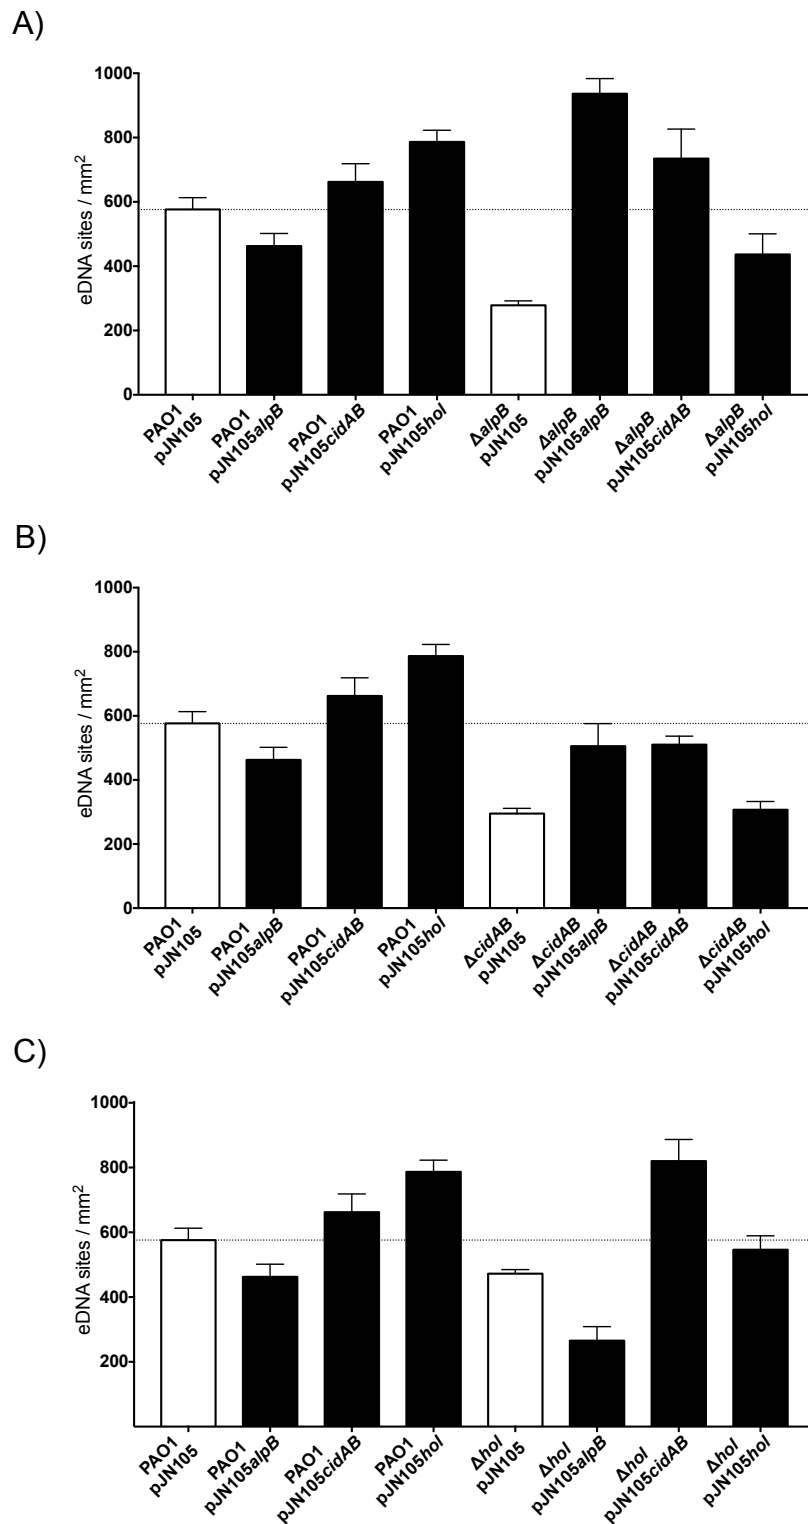 A)
1000
800
600
400
200
0
eDNA sites / mm²
PAO1
pJN105
PAO1
pJN105alpB
PAO1
pJN105cidAB
PAO1
pJN105hol
ΔalpB
pJN105
ΔalpB
pJN105alpB
ΔalpB
pJN105cidAB
ΔalpB
pJN105hol
B)
1000
800
600
400
200
0
eDNA sites / mm²
PAO1
pJN105
PAO1
pJN105alpB
PAO1
pJN105cidAB
PAO1
pJN105hol
ΔcidAB
pJN105
ΔcidAB
pJN105alpB
ΔcidAB
pJN105cidAB
ΔcidAB
pJN105hol
C)
1000
800
600
400
200
eDNA sites / mm²
PAO1
pJN105
PAO1
pJN105alpB
PAO1
pJN105cidAB
PAO1
pJN105hol
Δhol
pJN105
Δhol
pJN105alpB
Δhol
pJN105cidAB
Δhol
pJN105hol